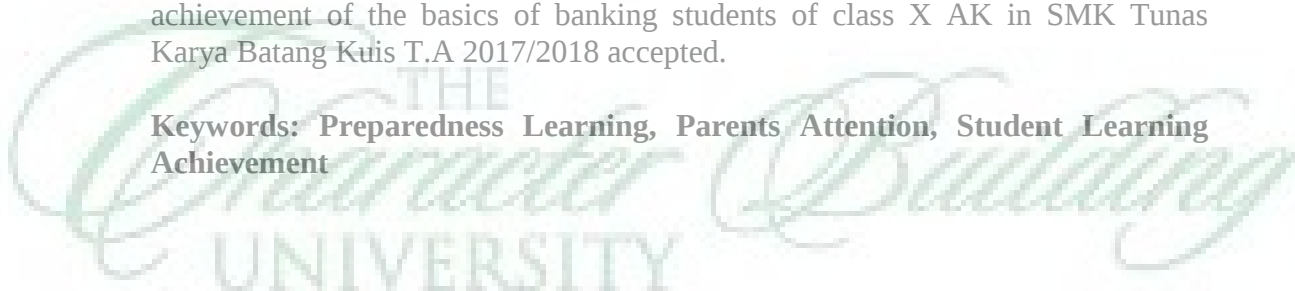 achievement of the basics of banking students of class X AK in SMK Tunas
Karya Batang Kuis T.A 2017/2018 accepted.
THE
Keywords: Preparedness Learning, Parents Attention, Student Learning
Achievement
Character Building
UNIVERSITY